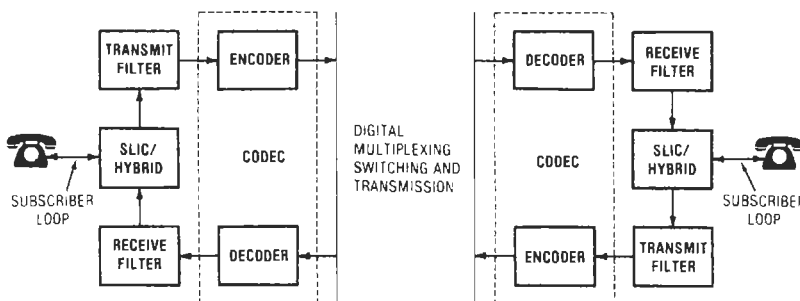 TRANSMIT
FILTER
ENCODER
DECODER
RECEIVE
FILTER
SLIC/
HYBRID
CODEC
DIGITAL
MULTIPLEXING
SWITCHING AND
TRANSMISSION
CODEC
SLIC/
HYBRID
SUBSCRIBER
LOOP
SUBSCRIBER
LOOP
RECEIVE
FILTER
DECODER
ENCODER
TRANSMIT
FILTER